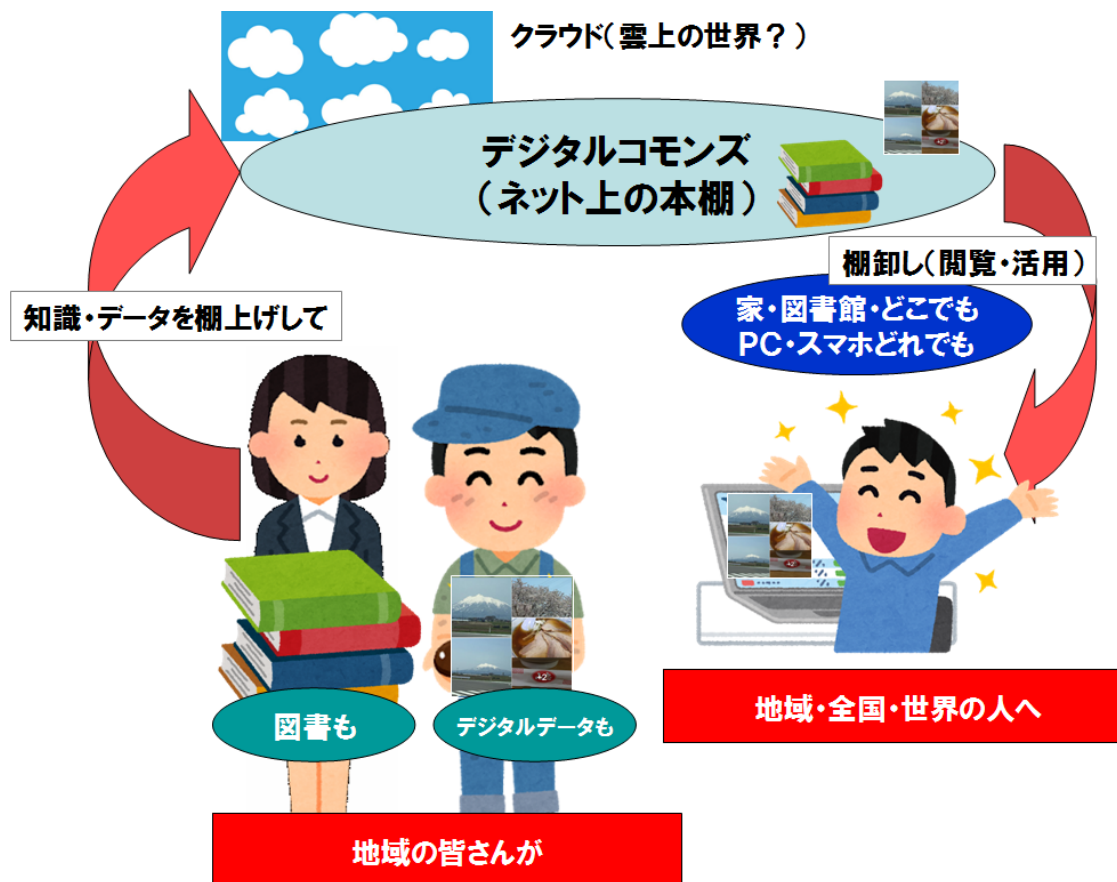 クラウド（雲上の世界？）
デジタルコモンズ
（ネット上の本棚）
棚卸し（閲覧・活用）
知識・データを棚上げして
家・図書館・どこでも
PC・スマホどれでも
図書も
デジタルデータも
地域・全国・世界の人へ
地域の皆さんが